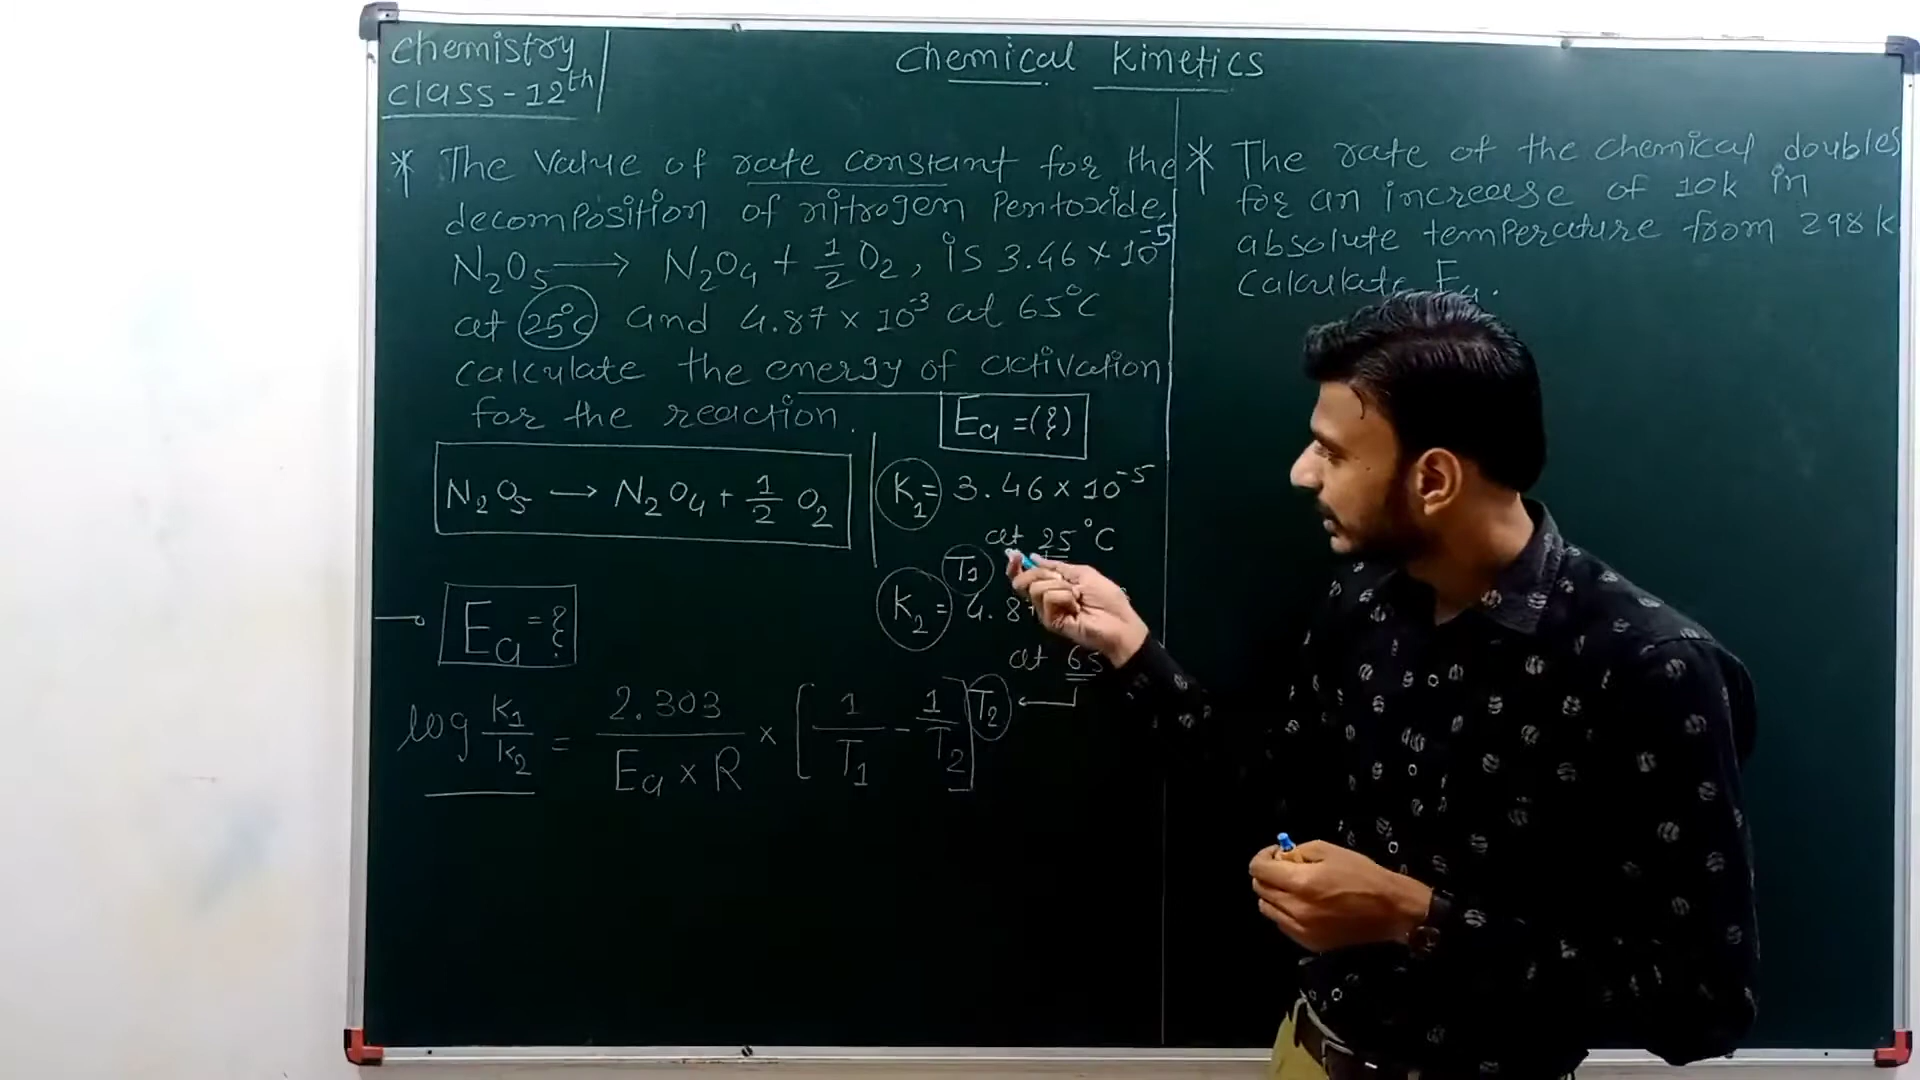 Chemistry
Class-12th
Chemical Kinetics
* The value of rate constant for the
decomposition of nitrogen Pentoxide,
N₂O₅ → N₂O₄ + 1/2 O₂, is 3.46 × 10⁻⁵
at 25°C and 4.87 × 10⁻³ at 65°C
Calculate the energy of activation
for the reaction.
Ea = (?)
N₂O₅ → N₂O₄ + 1/2 O₂
K₁ = 3.46 × 10⁻⁵
at 25°C
T₁
K₂ = 4.87
at 65
T₂
Ea = ?
log K₁/K₂ = 2.303/(Ea × R) × [1/T₁ - 1/T₂]
* The rate of the chemical doubles
for an increase of 10k in
absolute temperature from 298k
Calculate Ea.